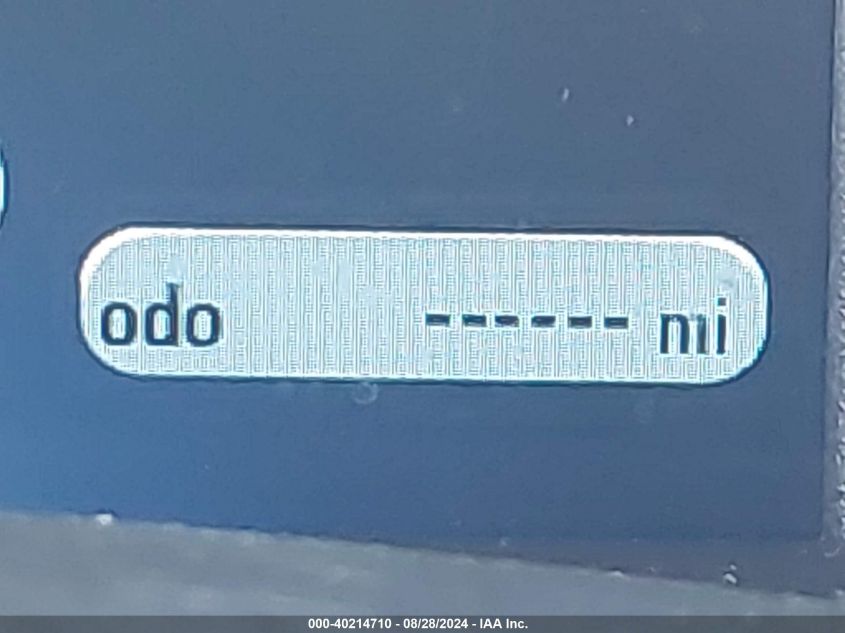 odo ------ mi
000-40214710 - 08/28/2024 - IAA Inc.